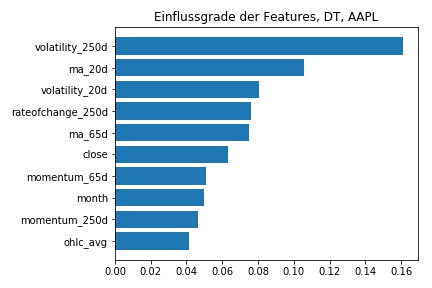 Einflussgrade der Features, DT, AAPL
volatility_250d
ma_20d
volatility_20d
rateofchange_250d
ma_65d
close
momentum_65d
month
momentum_250d
ohlc_avg
0.00 0.02 0.04 0.06 0.08 0.10 0.12 0.14 0.16